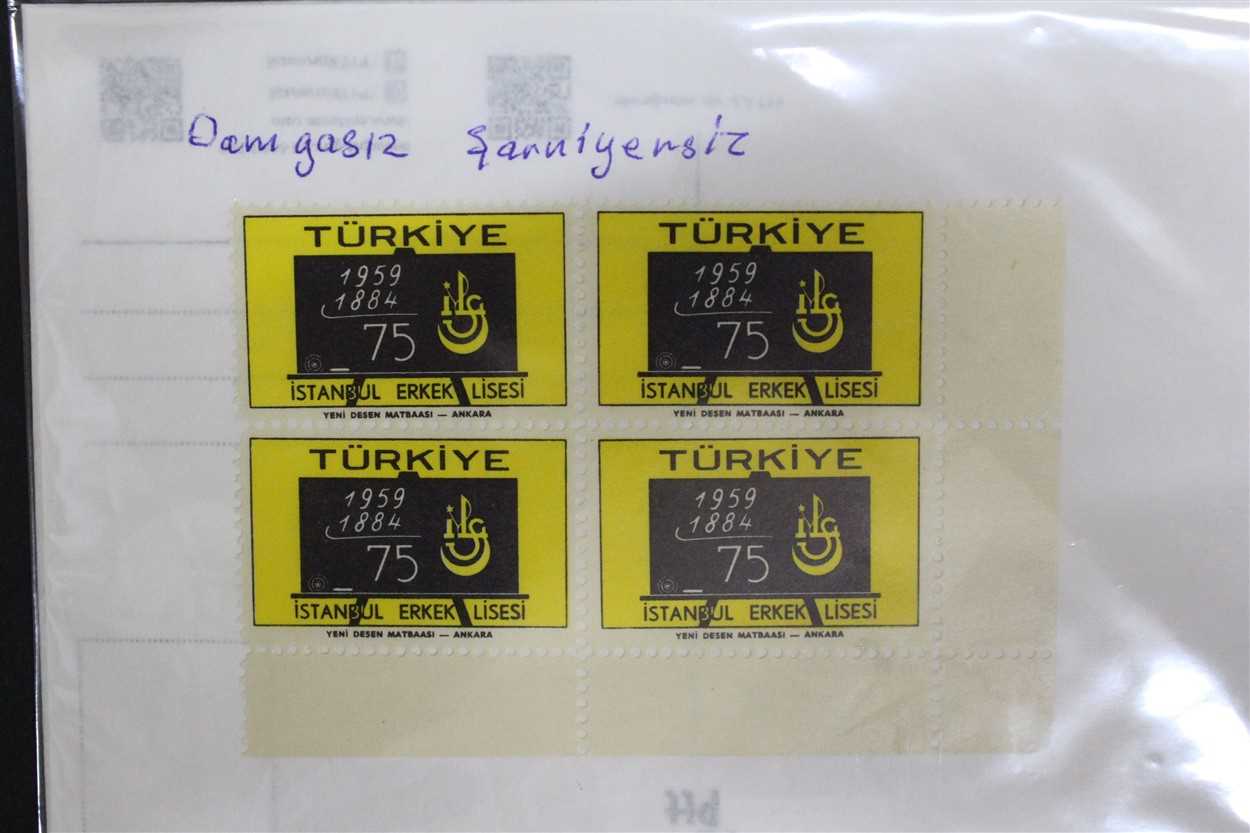 Damgasız Şarniyersiz
TÜRKİYE
1959
1884
75
İSTANBUL ERKEK LİSESİ
YENİ DESEN MATBAASI — ANKARA
TÜRKİYE
1959
1884
75
İSTANBUL ERKEK LİSESİ
YENİ DESEN MATBAASI — ANKARA
TÜRKİYE
1959
1884
75
İSTANBUL ERKEK LİSESİ
YENİ DESEN MATBAASI — ANKARA
TÜRKİYE
1959
1884
75
İSTANBUL ERKEK LİSESİ
YENİ DESEN MATBAASI — ANKARA